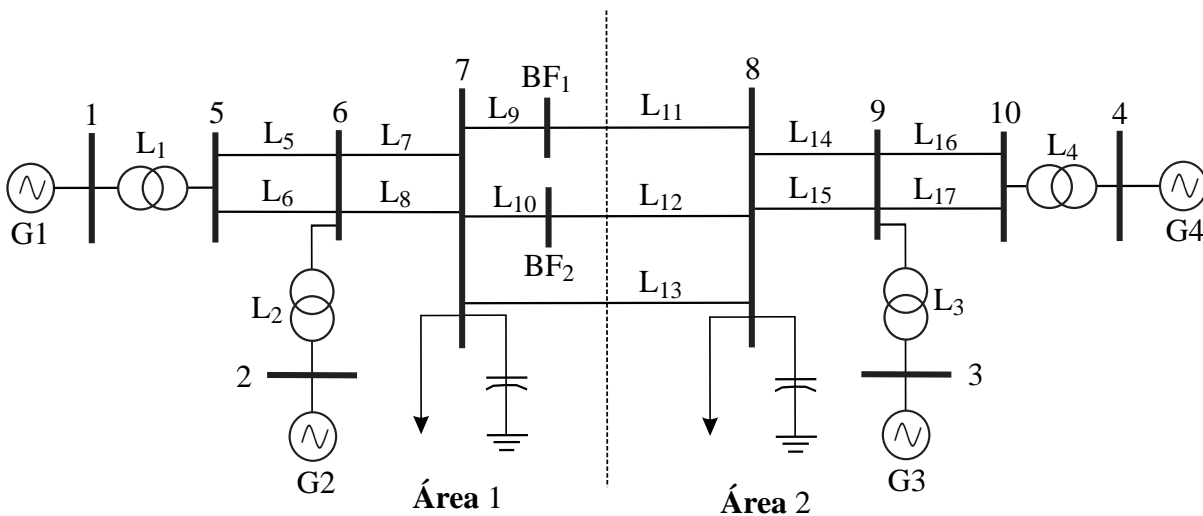 7
BF₁
8
1
L₁
5
L₅
6
L₇
L₉
L₁₁
L₁₄
9
L₁₆
10
L₄
4
G1
L₆
L₈
L₁₀
L₁₂
L₁₅
L₁₇
G4
BF₂
L₂
L₁₃
L₃
2
3
G2
G3
Área 1
Área 2